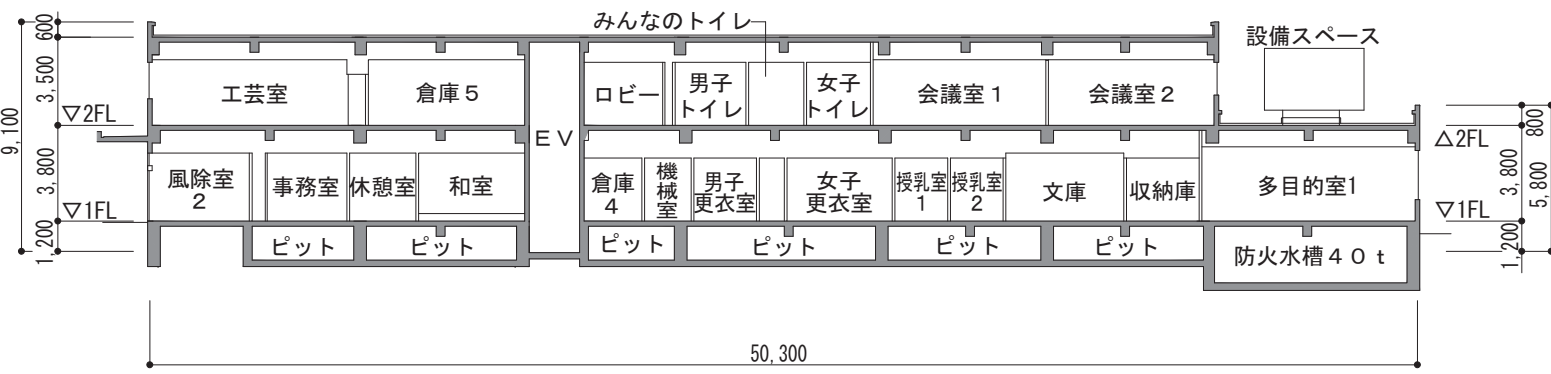 みんなのトイレ
設備スペース
工芸室
倉庫5
ロビー
男子
トイレ
女子
トイレ
会議室1
会議室2
EV
風除室
2
事務室
休憩室
和室
倉庫
4
機械室
男子
更衣室
女子
更衣室
授乳室
1
授乳室
2
文庫
収納庫
多目的室1
ピット
ピット
ピット
ピット
ピット
ピット
防火水槽40t
9,100
600
3,500
3,800
1,200
▽2FL
▽1FL
△2FL
▽1FL
800
3,800
1,200
5,800
50,300